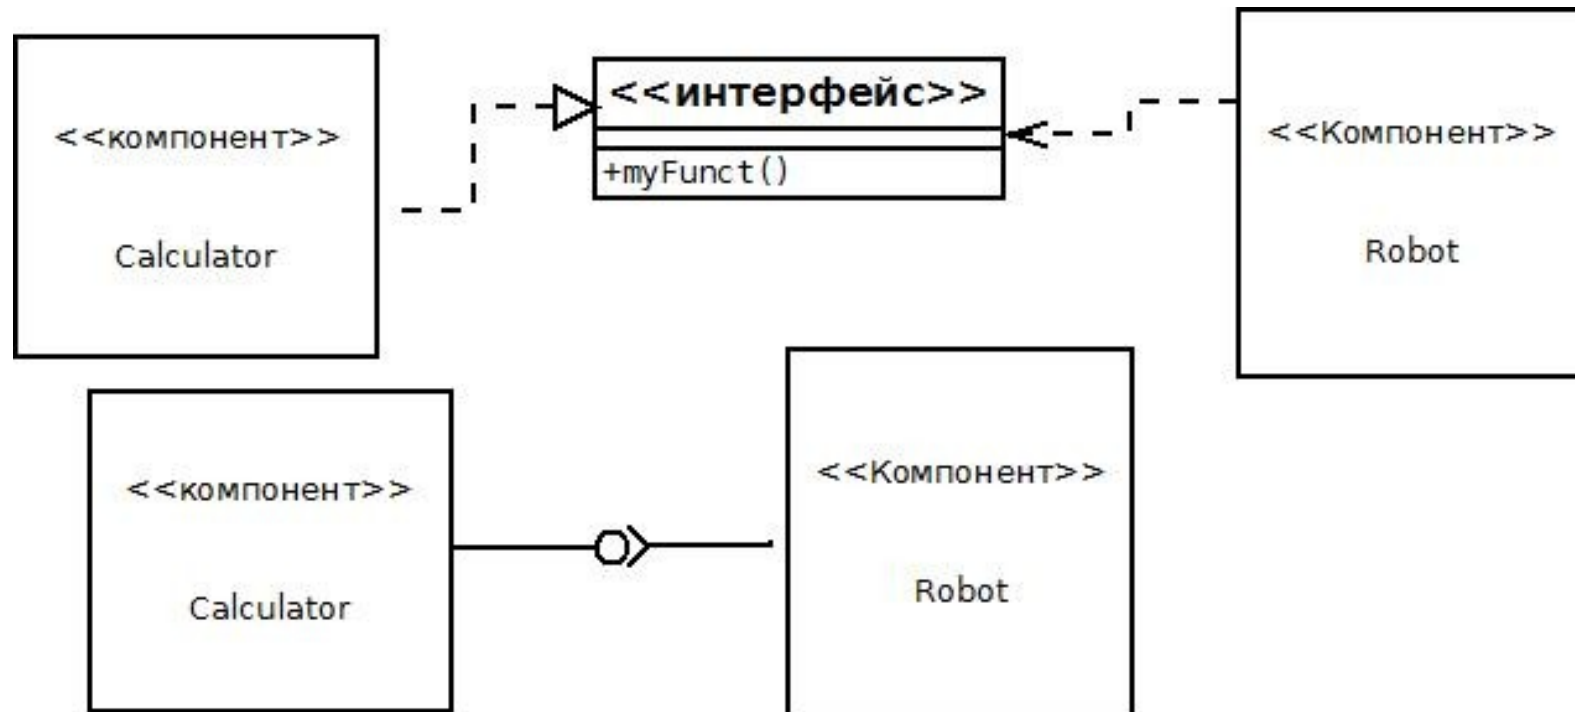 <<компонент>>
Calculator
<<интерфейс>>
+myFunct()
<<Компонент>>
Robot
<<компонент>>
Calculator
<<Компонент>>
Robot